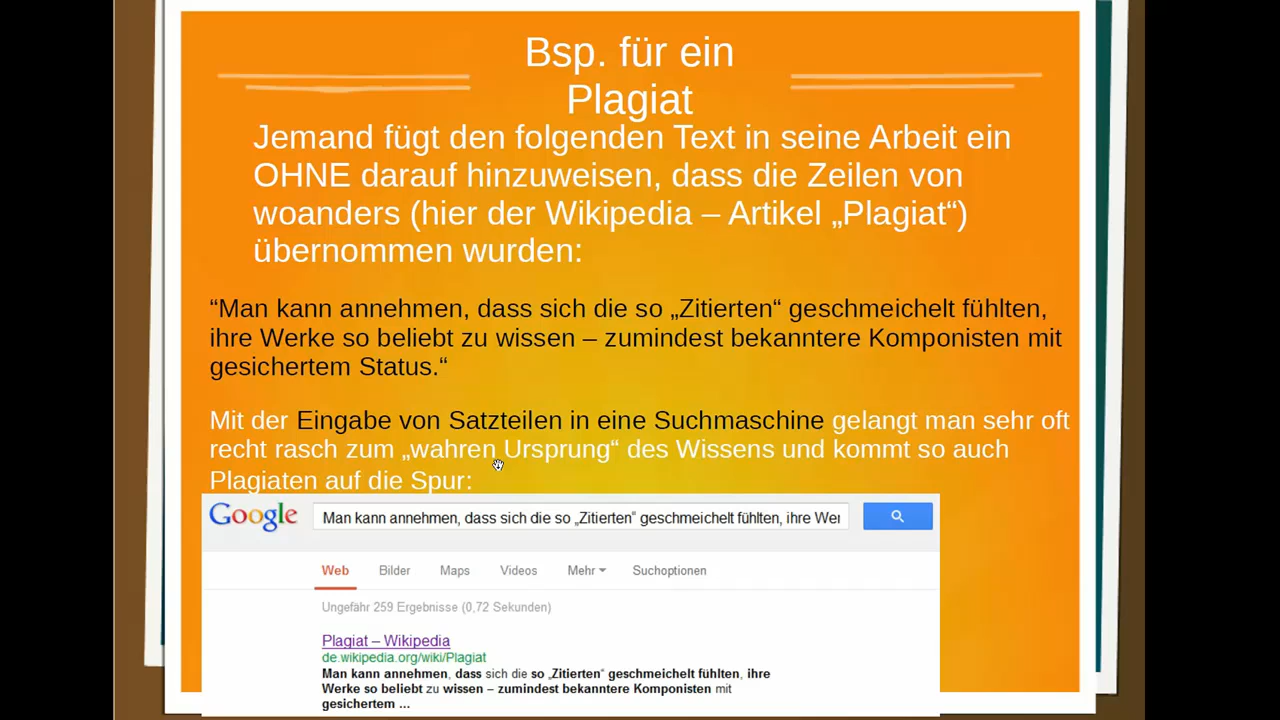 Bsp. für ein
Plagiat
Jemand fügt den folgenden Text in seine Arbeit ein
OHNE darauf hinzuweisen, dass die Zeilen von
woanders (hier der Wikipedia – Artikel „Plagiat“)
übernommen wurden:
“Man kann annehmen, dass sich die so „Zitierten“ geschmeichelt fühlten,
ihre Werke so beliebt zu wissen – zumindest bekanntere Komponisten mit
gesichertem Status.“
Mit der Eingabe von Satzteilen in eine Suchmaschine gelangt man sehr oft
recht rasch zum „wahren Ursprung“ des Wissens und kommt so auch
Plagiaten auf die Spur:
Google Man kann annehmen, dass sich die so „Zitierten“ geschmeichelt fühlten, ihre Wer
Web Bilder Maps Videos Mehr Suchoptionen
Ungefähr 259 Ergebnisse (0,72 Sekunden)
Plagiat – Wikipedia
de.wikipedia.org/wiki/Plagiat
Man kann annehmen, dass sich die so „Zitierten“ geschmeichelt fühlten, ihre
Werke so beliebt zu wissen – zumindest bekanntere Komponisten mit
gesichertem ...